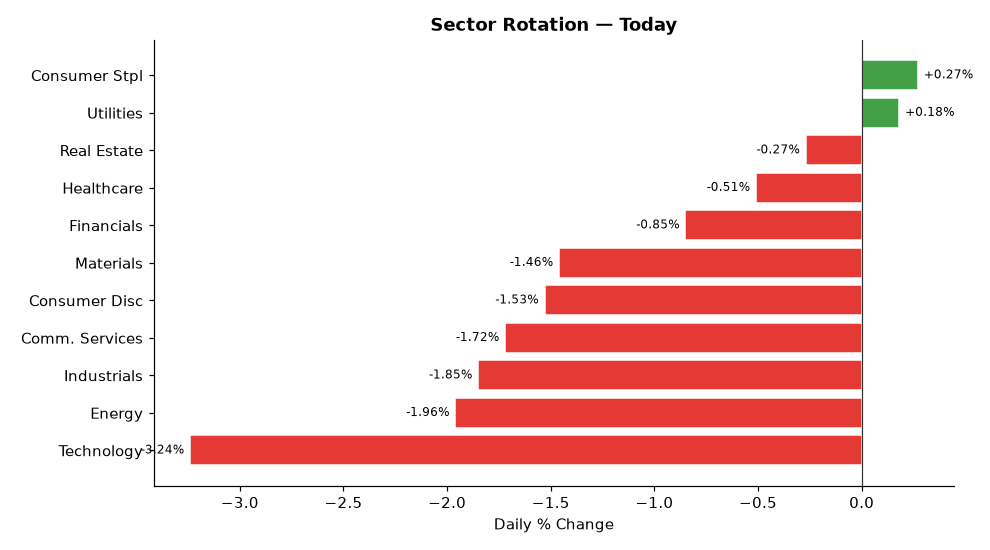 Sector Rotation — Today
Consumer Stpl +0.27%
Utilities +0.18%
Real Estate -0.27%
Healthcare -0.51%
Financials -0.85%
Materials -1.46%
Consumer Disc -1.53%
Comm. Services -1.72%
Industrials -1.85%
Energy -1.96%
Technology -3.24%
−3.0 −2.5 −2.0 −1.5 −1.0 −0.5 0.0
Daily % Change